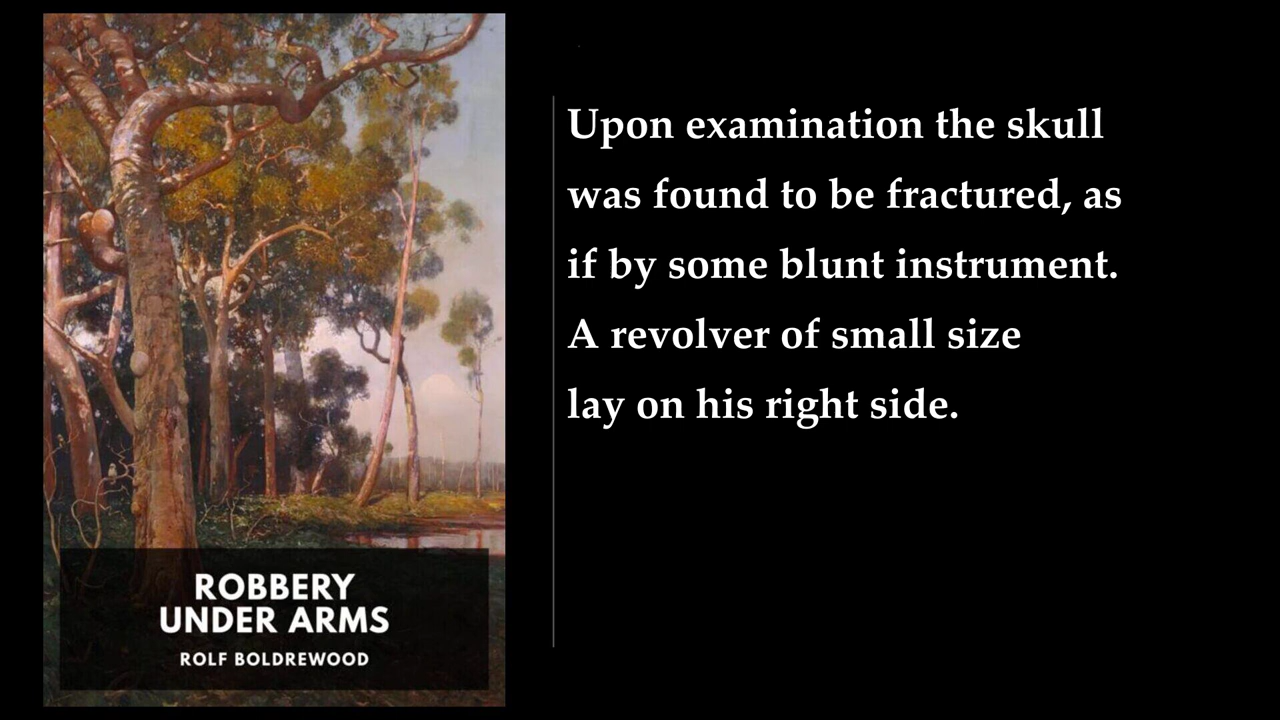 Upon examination the skull
was found to be fractured, as
if by some blunt instrument.
A revolver of small size
lay on his right side.
ROBBERY
UNDER ARMS
ROLF BOLDREWOOD